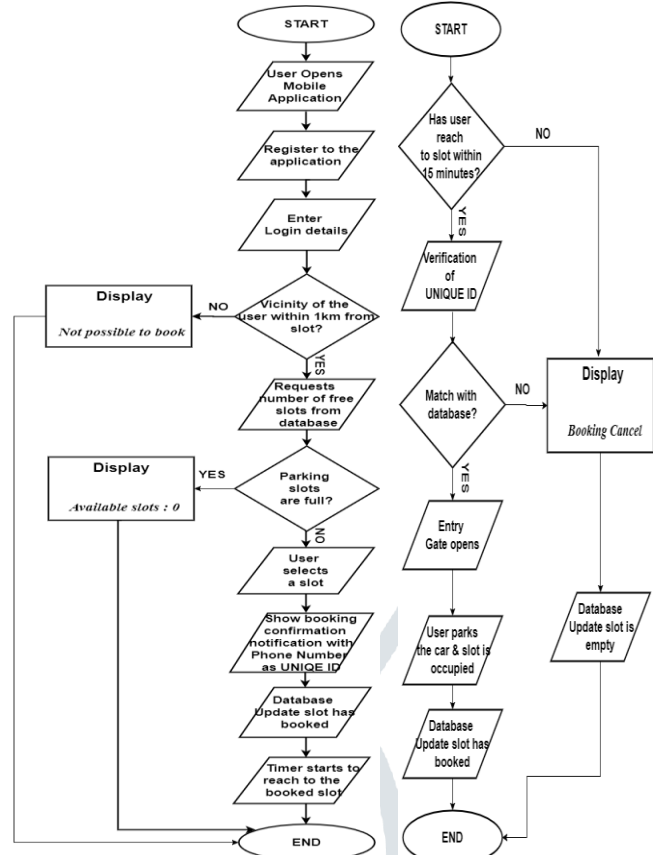 START
User Opens
Mobile
Application
Register to the
application
Enter
Login details
Vicinity of the
user within 1km from
slot?
NO
Display
Not possible to book
YES
Requests
number of free
slots from
database
Parking
slots
are full?
YES
Display
Available slots : 0
NO
User
selects
a slot
Show booking
confirmation
notification with
Phone Number
as UNIQE ID
Database
Update slot has
booked
Timer starts to
reach to the
booked slot
END
START
Has user
reach
to slot within
15 minutes?
NO
YES
Verification
of
UNIQUE ID
Match with
database?
NO
Display
Booking Cancel
YES
Entry
Gate opens
Database
Update slot is
empty
User parks
the car & slot is
occupied
Database
Update slot has
booked
END